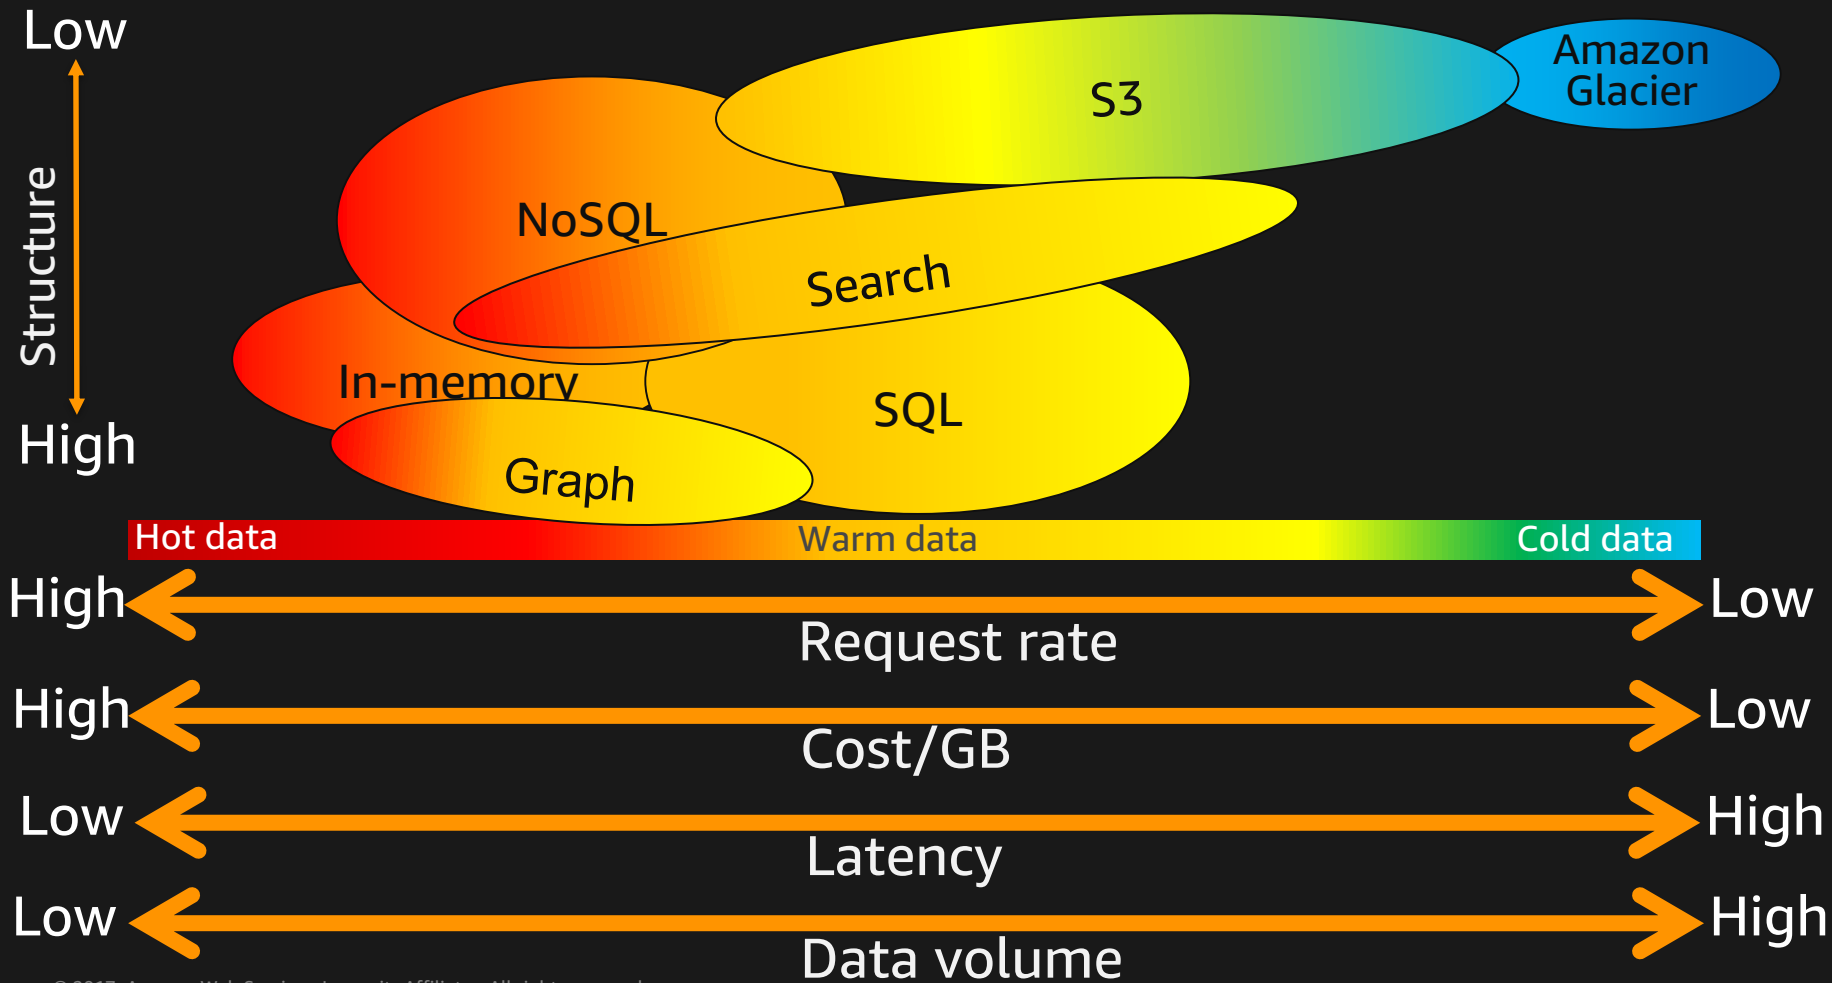 Low
Structure
High
Amazon
Glacier
S3
NoSQL
Search
In-memory
SQL
Graph
Hot data
Warm data
Cold data
High
Low
Request rate
High
Low
Cost/GB
Low
High
Latency
Low
High
Data volume